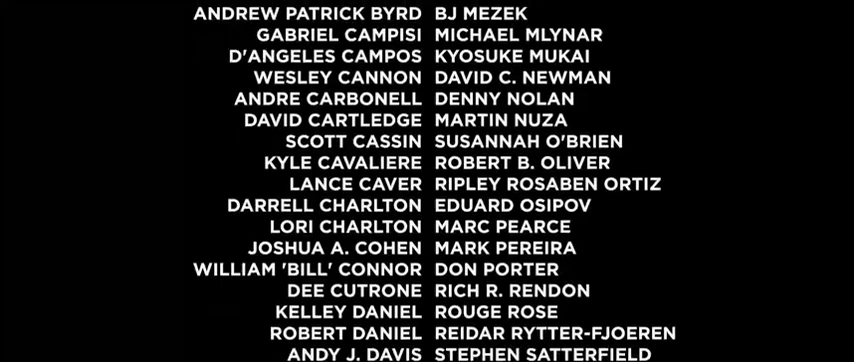 ANDREW PATRICK BYRD BJ MEZEK
GABRIEL CAMPISI MICHAEL MLYNAR
D'ANGELES CAMPOS KYOSUKE MUKAI
WESLEY CANNON DAVID C. NEWMAN
ANDRE CARBONELL DENNY NOLAN
DAVID CARTLEDGE MARTIN NUZA
SCOTT CASSIN SUSANNAH O'BRIEN
KYLE CAVALIERE ROBERT B. OLIVER
LANCE CAVER RIPLEY ROSABEN ORTIZ
DARRELL CHARLTON EDUARD OSIPOV
LORI CHARLTON MARC PEARCE
JOSHUA A. COHEN MARK PEREIRA
WILLIAM 'BILL' CONNOR DON PORTER
DEE CUTRONE RICH R. RENDON
KELLEY DANIEL ROUGE ROSE
ROBERT DANIEL REIDAR RYTTER-FJOEREN
ANDY J. DAVIS STEPHEN SATTERFIELD